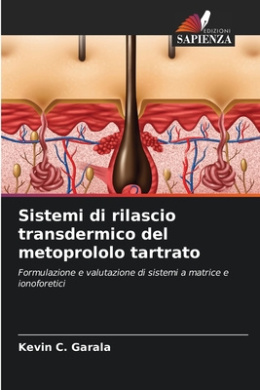 EDIZIONI
SAPIENZA
Sistemi di rilascio
transdermico del
metoprololo tartrato
Formulazione e valutazione di sistemi a matrice e
ionoforetici
Kevin C. Garala